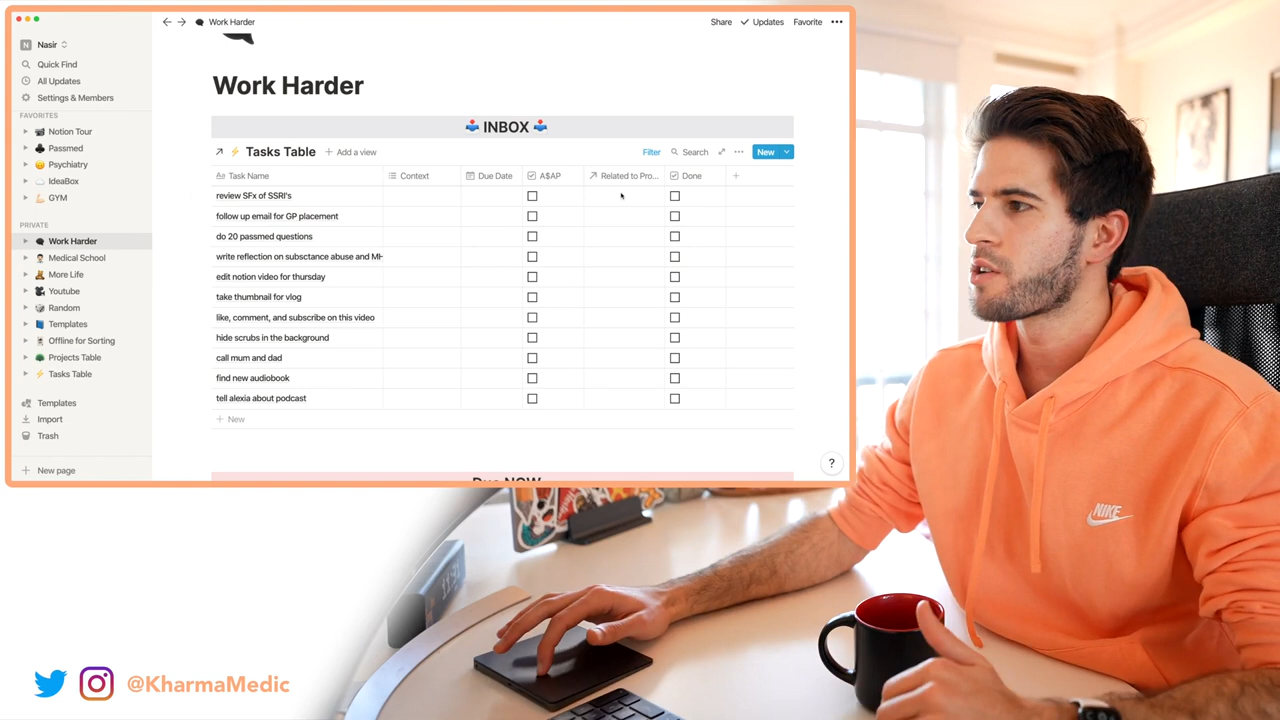 N Nasir
Quick Find
All Updates
Settings & Members
FAVORITES
Notion Tour
Passmed
Psychiatry
IdeaBox
GYM
PRIVATE
Work Harder
Medical School
More Life
Youtube
Random
Templates
Offline for Sorting
Projects Table
Tasks Table
Templates
Import
Trash
New page
Work Harder
Share Updates Favorite
Work Harder
INBOX
Tasks Table Add a view
Filter Search New
Task Name Context Due Date A$AP Related to Pro... Done
review SFx of SSRI's
follow up email for GP placement
do 20 passmed questions
write reflection on subsctance abuse and MH
edit notion video for thursday
take thumbnail for vlog
like, comment, and subscribe on this video
hide scrubs in the background
call mum and dad
find new audiobook
tell alexia about podcast
New
Due NOW
?
NIKE
@KharmaMedic